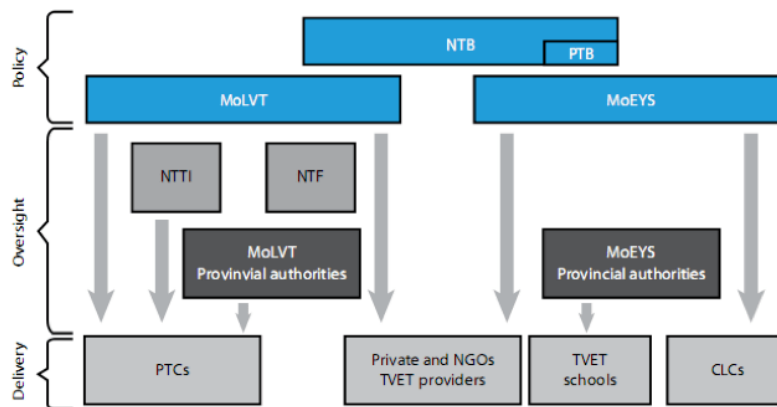 Policy
NTB
PTB
MoLVT
MoEYS
Oversight
NTTI
NTF
MoLVT
Provinvial authorities
MoEYS
Provincial authorities
Delivery
PTCs
Private and NGOs
TVET providers
TVET
schools
CLCs